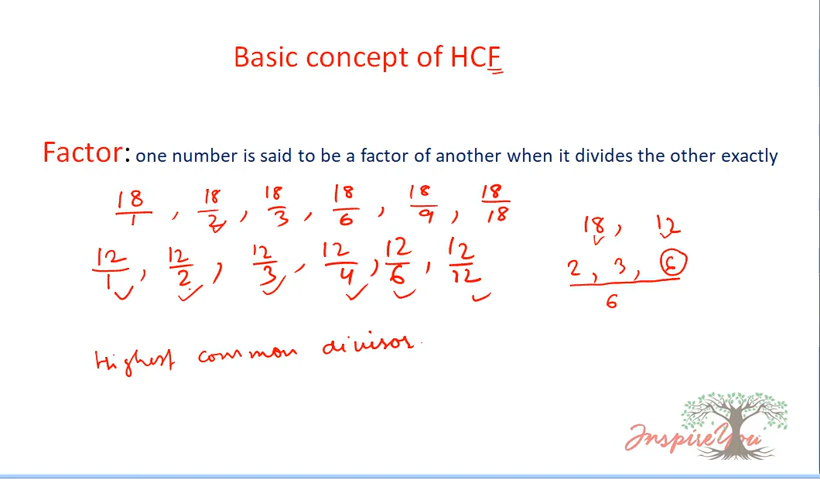 Basic concept of HCF
Factor: one number is said to be a factor of another when it divides the other exactly
18/1, 18/2, 18/3, 18/6, 18/9, 18/18
12/1, 12/2, 12/3, 12/4, 12/6, 12/12
18, 12
2, 3, 6
6
Highest common divisor.
InspireYou